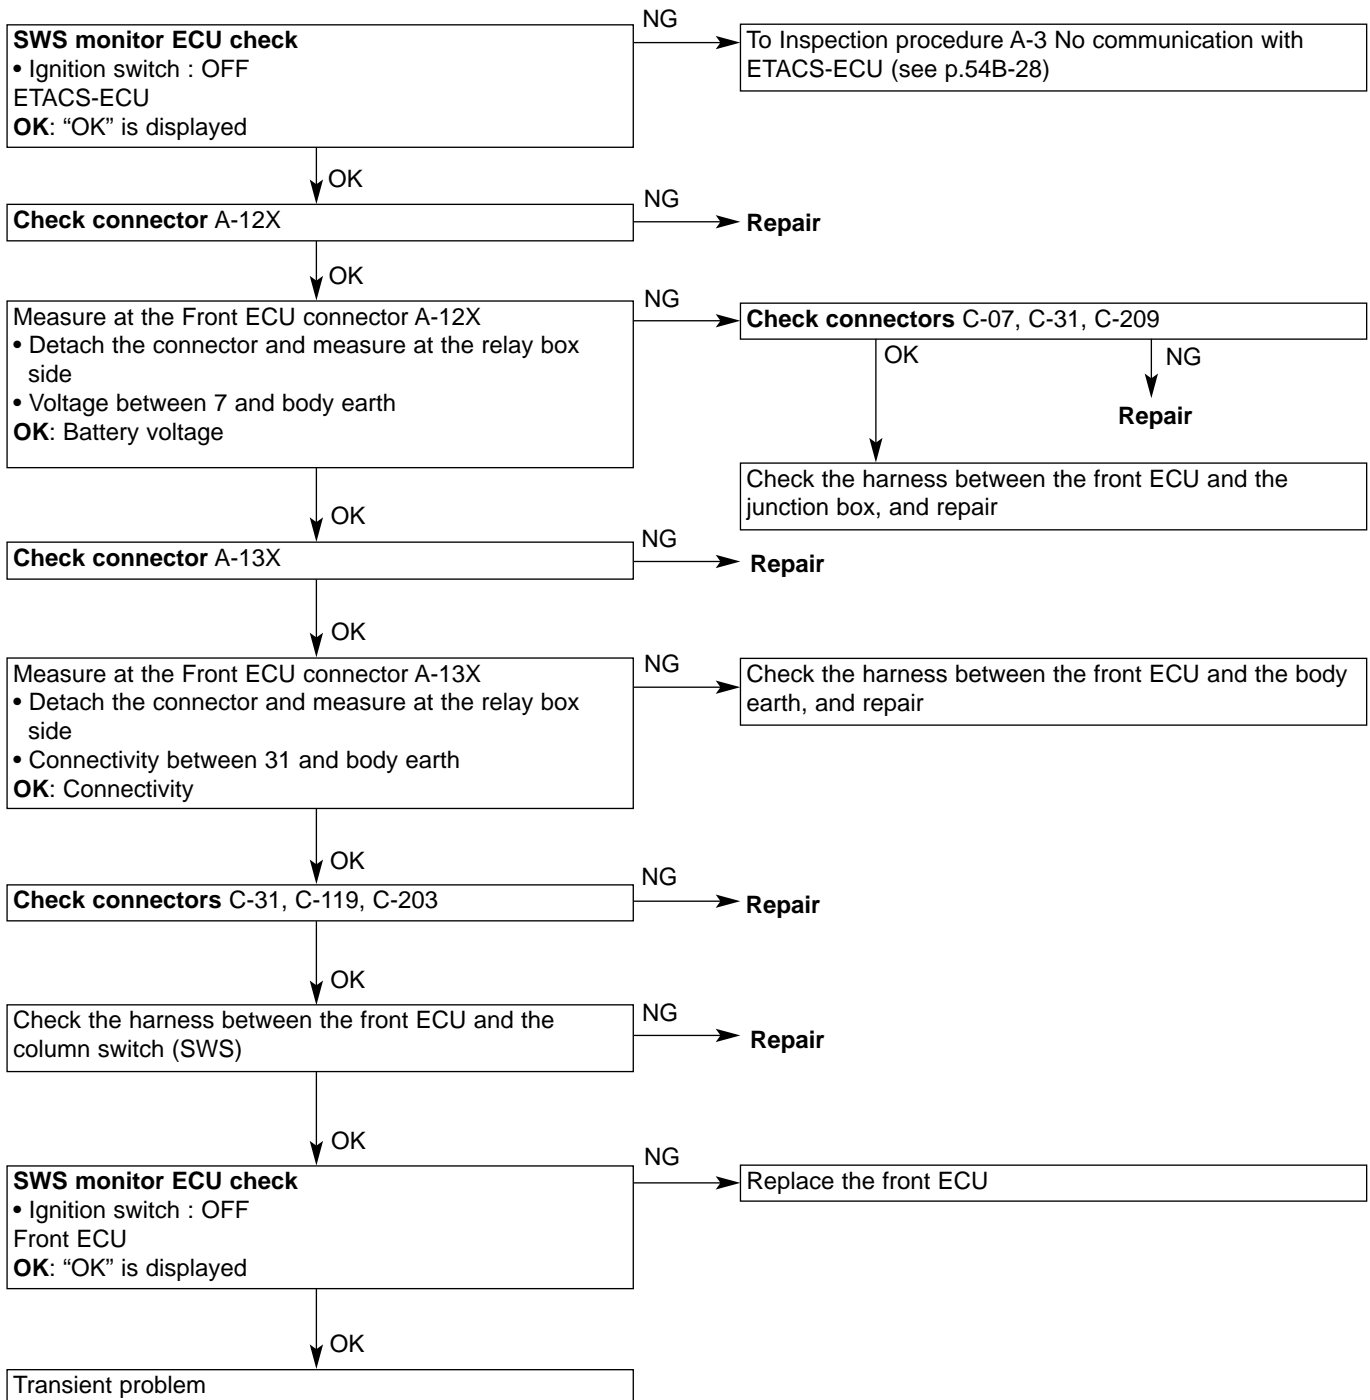 NG
SWS monitor ECU check
• Ignition switch : OFF
ETACS-ECU
OK: “OK” is displayed
To Inspection procedure A-3 No communication with
ETACS-ECU (see p.54B-28)
OK
NG
Check connector A-12X
Repair
OK
NG
Measure at the Front ECU connector A-12X
• Detach the connector and measure at the relay box
side
• Voltage between 7 and body earth
OK: Battery voltage
Check connectors C-07, C-31, C-209
OK
NG
Repair
Check the harness between the front ECU and the
junction box, and repair
OK
NG
Check connector A-13X
Repair
OK
NG
Measure at the Front ECU connector A-13X
• Detach the connector and measure at the relay box
side
• Connectivity between 31 and body earth
OK: Connectivity
Check the harness between the front ECU and the body
earth, and repair
OK
NG
Check connectors C-31, C-119, C-203
Repair
OK
NG
Check the harness between the front ECU and the
column switch (SWS)
Repair
OK
NG
SWS monitor ECU check
• Ignition switch : OFF
Front ECU
OK: “OK” is displayed
Replace the front ECU
OK
Transient problem